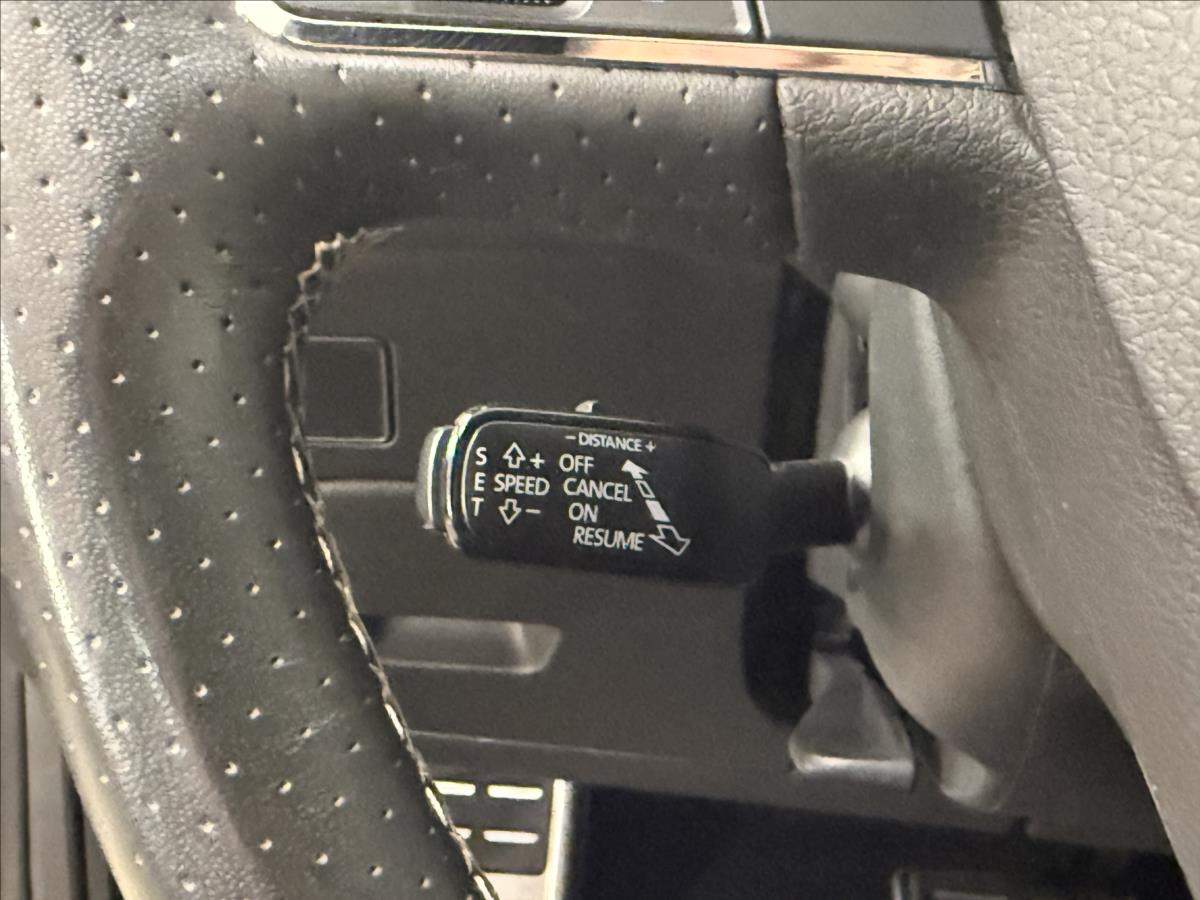 - DISTANCE +
S + OFF
E SPEED CANCEL
T - ON
RESUME